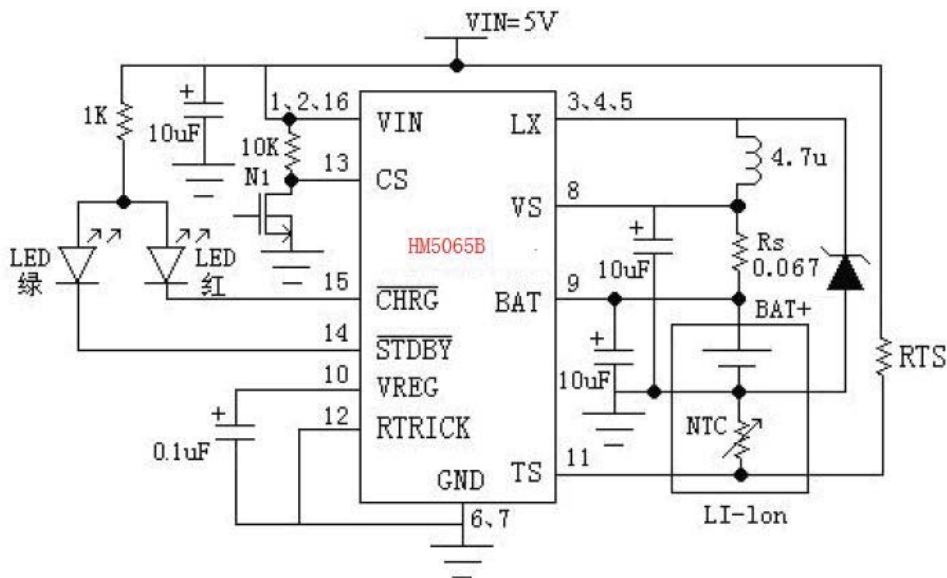 VIN=5V
1K
10uF
1、2、16
VIN
10K
13
CS
N1
LED
绿
LED
红
15
CHRG
14
STDBY
10
VREG
12
RTRICK
0.1uF
GND
6、7
HM5065B
3、4、5
LX
4.7u
8
VS
Rs
0.067
10uF
9
BAT
BAT+
10uF
RTS
NTC
11
TS
LI-lon